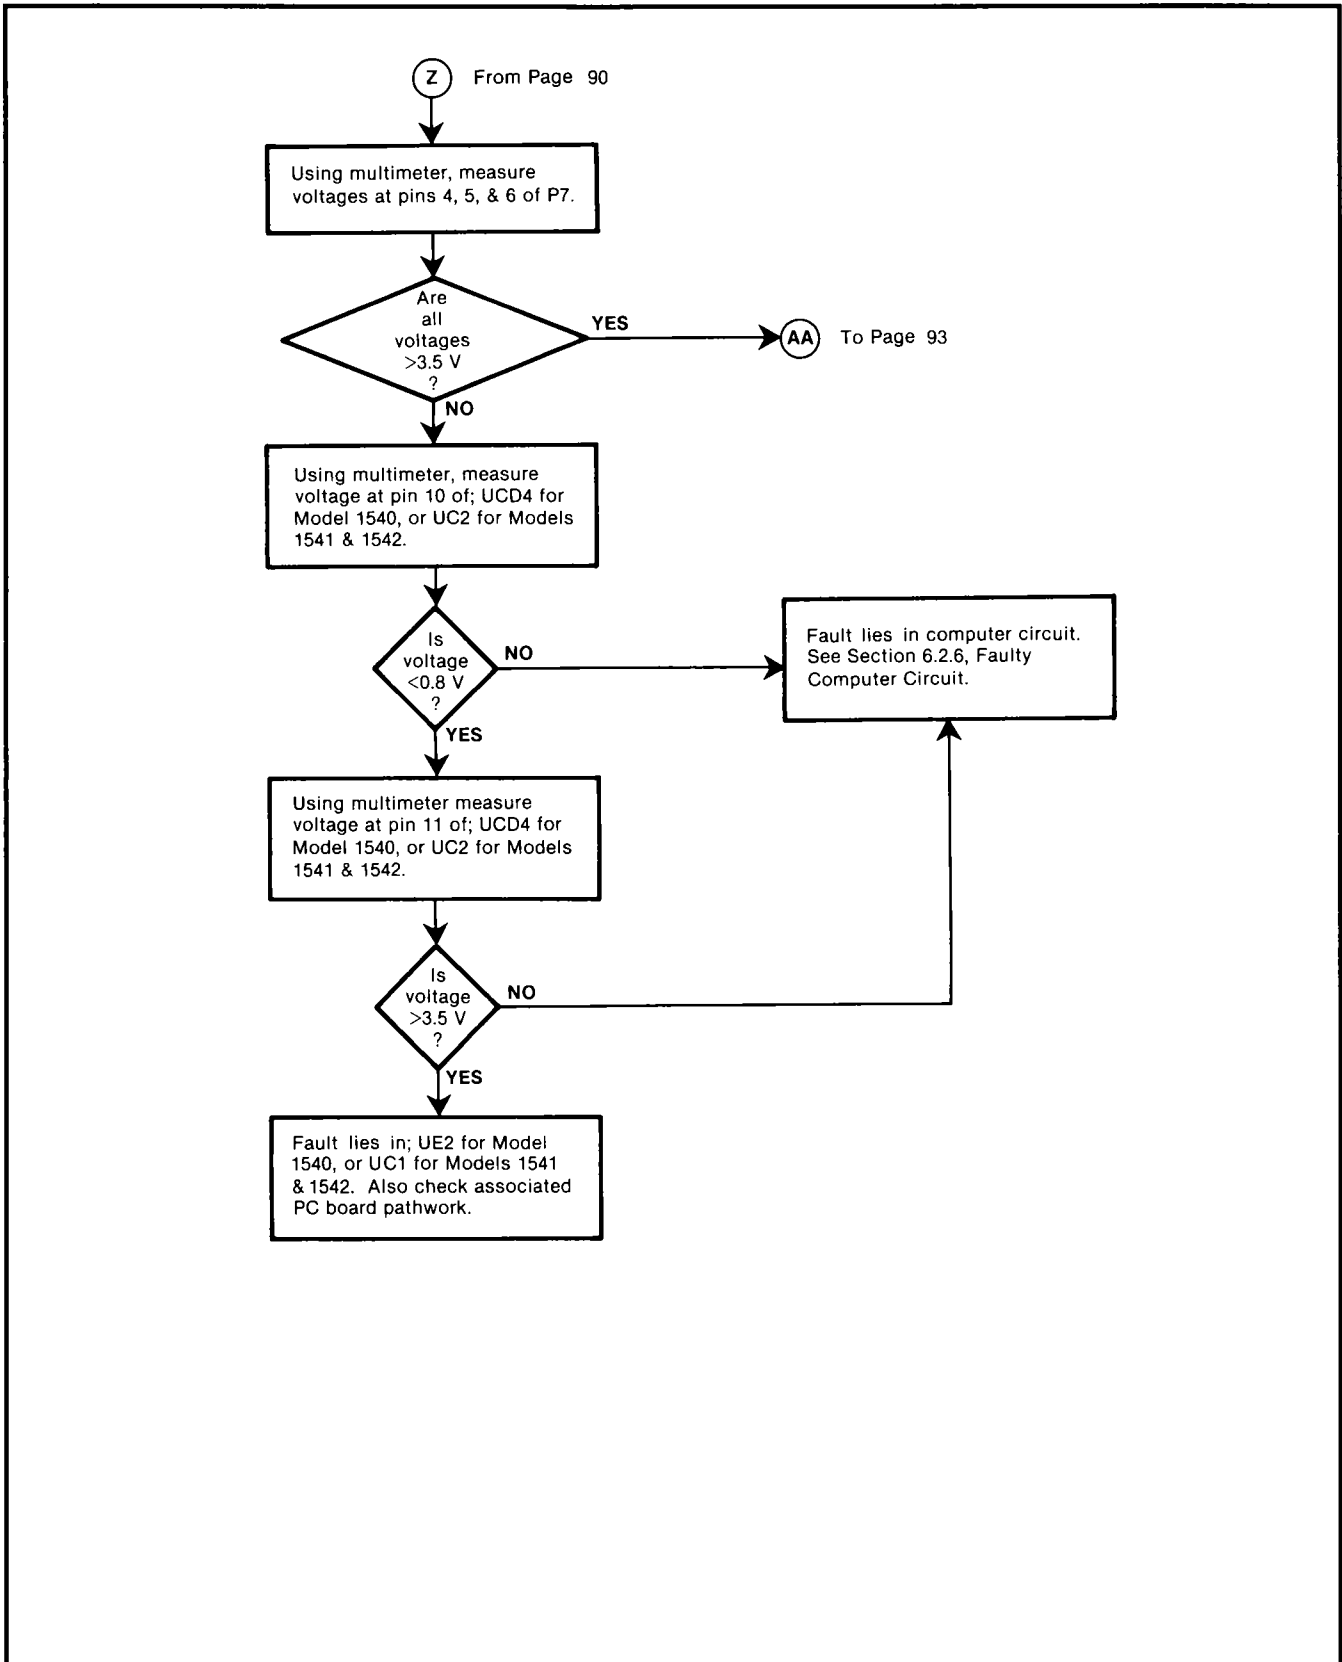 Z From Page 90
Using multimeter, measure
voltages at pins 4, 5, & 6 of P7.
Are
all
voltages
>3.5 V
?
YES
AA To Page 93
NO
Using multimeter, measure
voltage at pin 10 of; UCD4 for
Model 1540, or UC2 for Models
1541 & 1542.
Is
voltage
<0.8 V
?
NO
Fault lies in computer circuit.
See Section 6.2.6, Faulty
Computer Circuit.
YES
Using multimeter measure
voltage at pin 11 of; UCD4 for
Model 1540, or UC2 for Models
1541 & 1542.
Is
voltage
>3.5 V
?
NO
YES
Fault lies in; UE2 for Model
1540, or UC1 for Models 1541
& 1542. Also check associated
PC board pathwork.